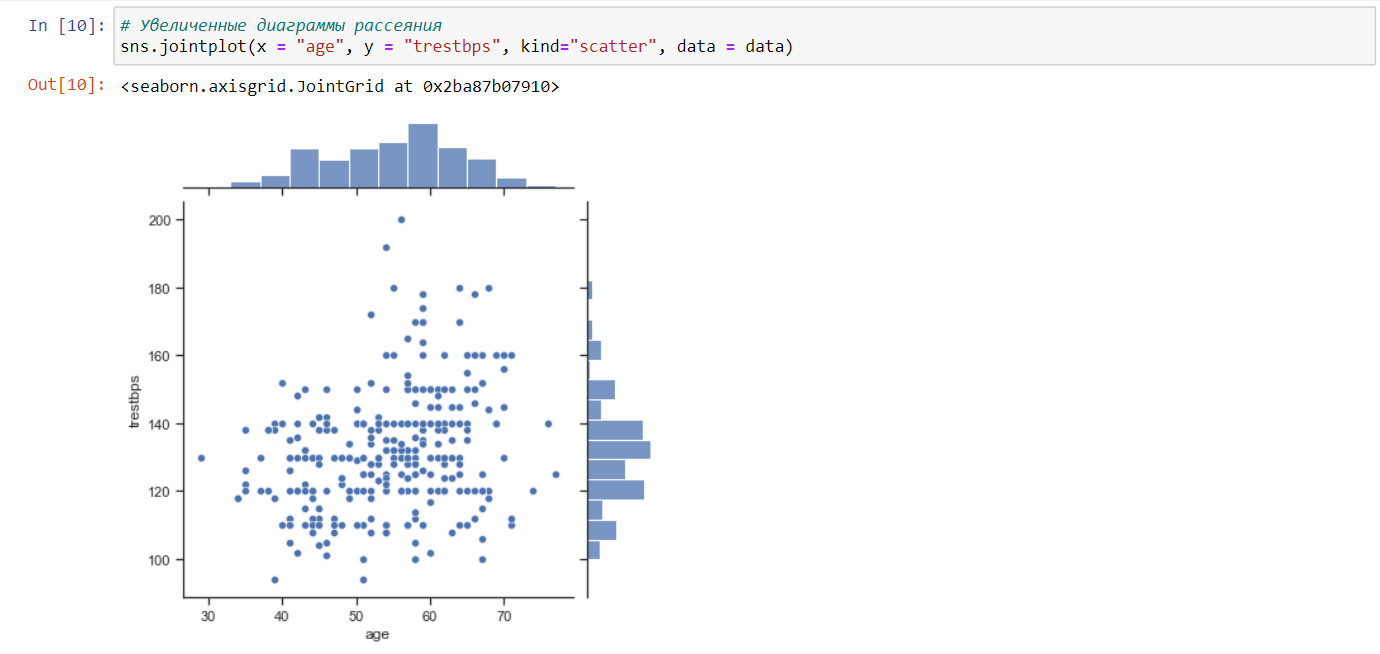 In [10]: # Увеличенные диаграммы рассеяния
sns.jointplot(x = "age", y = "trestbps", kind="scatter", data = data)
Out[10]: <seaborn.axisgrid.JointGrid at 0x2ba87b07910>
200
180
160
140
120
100
trestbps
30 40 50 60 70
age